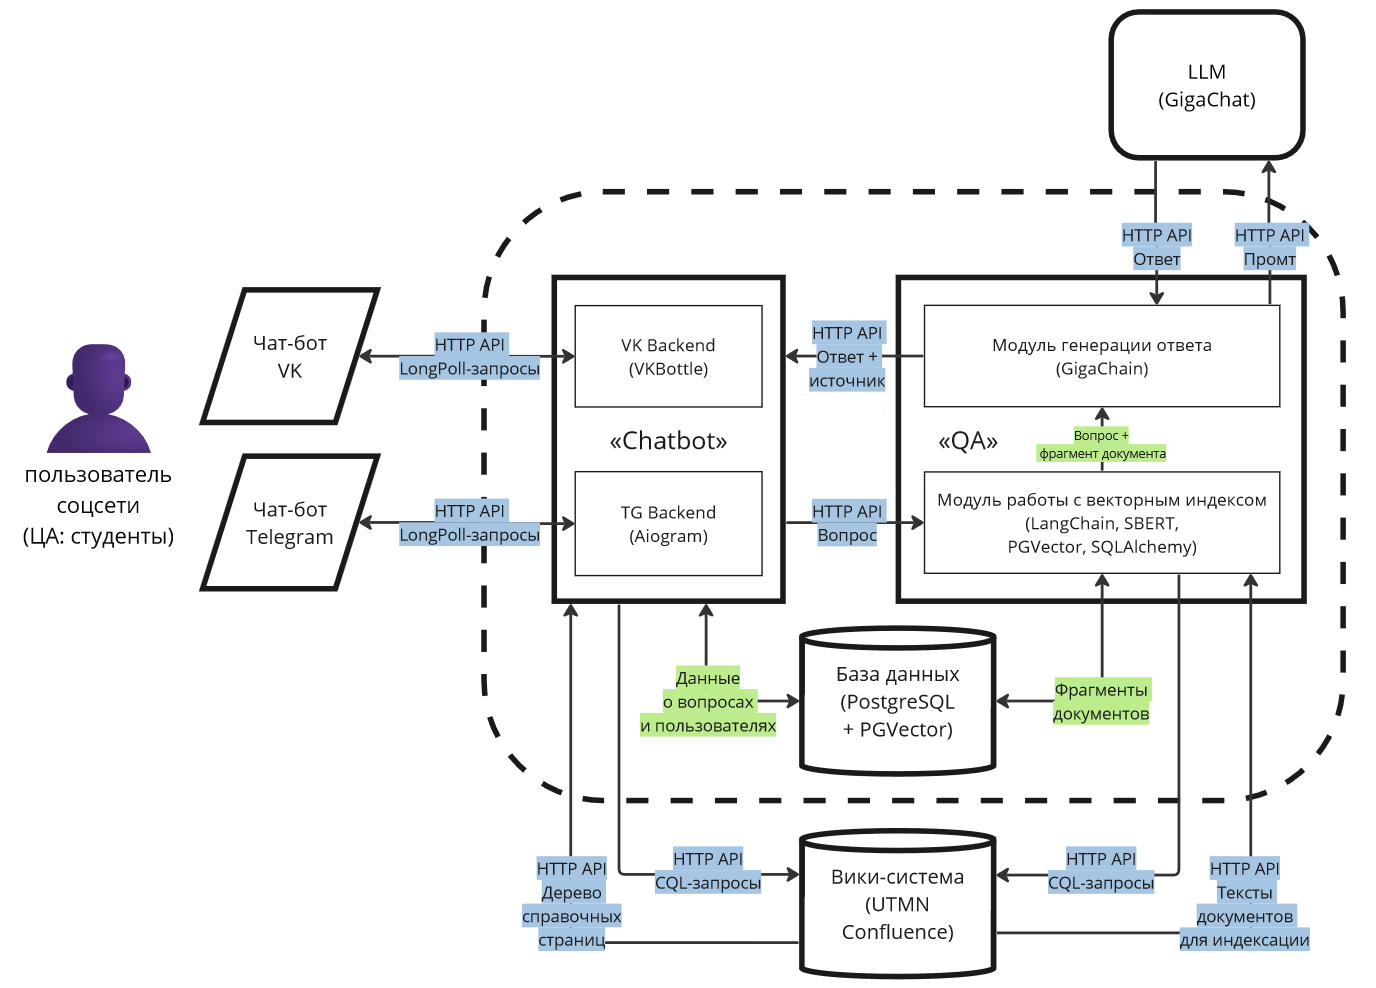 LLM
(GigaChat)
HTTP API
Ответ
HTTP API
Промт
Чат-бот
VK
HTTP API
LongPoll-запросы
VK Backend
(VKBottle)
HTTP API
Ответ +
источник
Модуль генерации ответа
(GigaChain)
«Chatbot»
«QA»
Вопрос +
фрагмент документа
пользователь
соцсети
(ЦА: студенты)
Чат-бот
Telegram
HTTP API
LongPoll-запросы
TG Backend
(Aiogram)
HTTP API
Вопрос
Модуль работы с векторным индексом
(LangChain, SBERT,
PGVector, SQLAlchemy)
Данные
о вопросах
и пользователях
База данных
(PostgreSQL
+ PGVector)
Фрагменты
документов
HTTP API
Дерево
справочных
страниц
HTTP API
CQL-запросы
Вики-система
(UTMN
Confluence)
HTTP API
CQL-запросы
HTTP API
Тексты
документов
для индексации